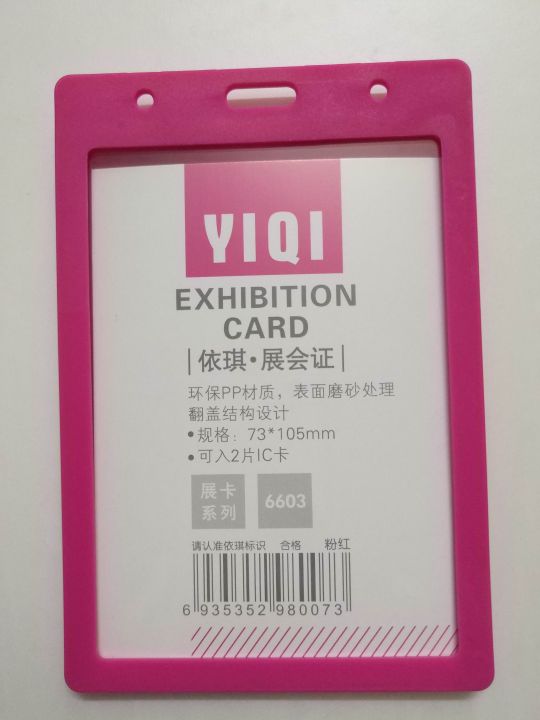 YIQI
EXHIBITION
CARD
|依琪·展会证|
环保PP材质，表面磨砂处理
翻盖结构设计
•规格：73*105mm
•可入2片IC卡
展卡
系列
6603
请认准依琪标识 合格 粉红
6 935352 980073